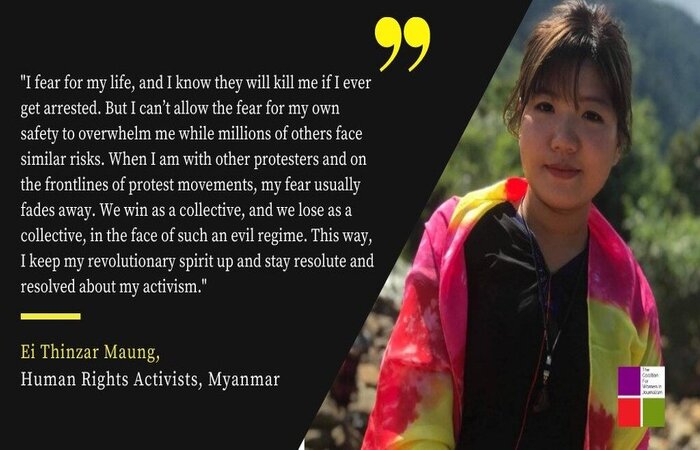 "I fear for my life, and I know they will kill me if I ever
get arrested. But I can’t allow the fear for my own
safety to overwhelm me while millions of others face
similar risks. When I am with other protesters and on
the frontlines of protest movements, my fear usually
fades away. We win as a collective, and we lose as a
collective, in the face of such an evil regime. This way,
I keep my revolutionary spirit up and stay resolute and
resolved about my activism."
Ei Thinzar Maung,
Human Rights Activists, Myanmar
The
Coalition
For
Women in
Journalism